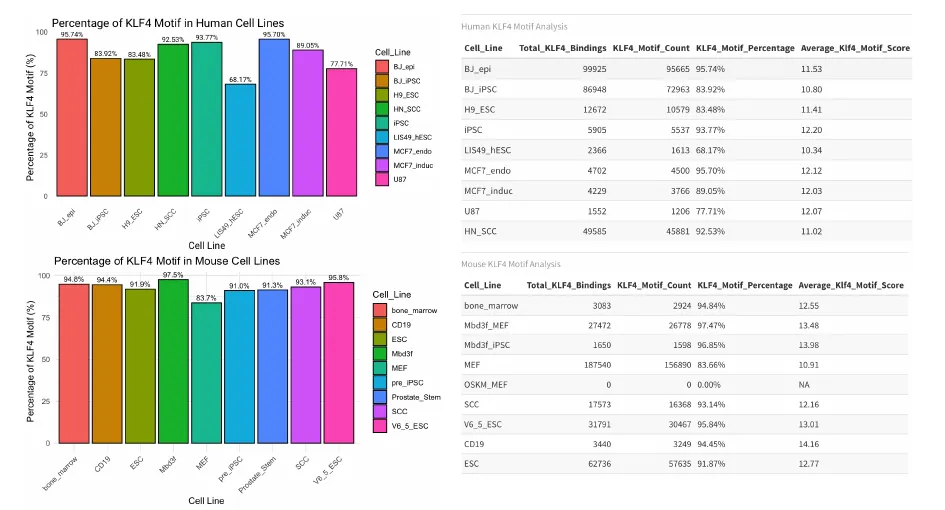 Percentage of KLF4 Motif in Human Cell Lines
Percentage of KLF4 Motif (%)
100
75
50
25
0
95.74%
83.92%
83.48%
92.53%
93.77%
68.17%
95.70%
89.05%
77.71%
BJ_epi
BJ_iPSC
H9_ESC
HN_SCC
iPSC
LIS49_hESC
MCF7_endo
MCF7_induc
U87
Cell Line
Cell_Line
BJ_epi
BJ_iPSC
H9_ESC
HN_SCC
iPSC
LIS49_hESC
MCF7_endo
MCF7_induc
U87
Percentage of KLF4 Motif in Mouse Cell Lines
Percentage of KLF4 Motif (%)
100
75
50
25
0
94.8%
94.4%
91.9%
97.5%
83.7%
91.0%
91.3%
93.1%
95.8%
bone_marrow
CD19
ESC
Mbd3f
MEF
pre_iPSC
Prostate_Stem
SCC
V6_5_ESC
Cell Line
Cell_Line
bone_marrow
CD19
ESC
Mbd3f
MEF
pre_iPSC
Prostate_Stem
SCC
V6_5_ESC
Human KLF4 Motif Analysis
Cell_Line Total_KLF4_Bindings KLF4_Motif_Count KLF4_Motif_Percentage Average_Klf4_Motif_Score
BJ_epi 99925 95665 95.74% 11.53
BJ_iPSC 86948 72963 83.92% 10.80
H9_ESC 12672 10579 83.48% 11.41
iPSC 5905 5537 93.77% 12.20
LIS49_hESC 2366 1613 68.17% 10.34
MCF7_endo 4702 4500 95.70% 12.12
MCF7_induc 4229 3766 89.05% 12.03
U87 1552 1206 77.71% 12.07
HN_SCC 49585 45881 92.53% 11.02
Mouse KLF4 Motif Analysis
Cell_Line Total_KLF4_Bindings KLF4_Motif_Count KLF4_Motif_Percentage Average_Klf4_Motif_Score
bone_marrow 3083 2924 94.84% 12.55
Mbd3f_MEF 27472 26778 97.47% 13.48
Mbd3f_iPSC 1650 1598 96.85% 13.98
MEF 187540 156890 83.66% 10.91
OSKM_MEF 0 0 0.00% NA
SCC 17573 16368 93.14% 12.16
V6_5_ESC 31791 30467 95.84% 13.01
CD19 3440 3249 94.45% 14.16
ESC 62736 57635 91.87% 12.77